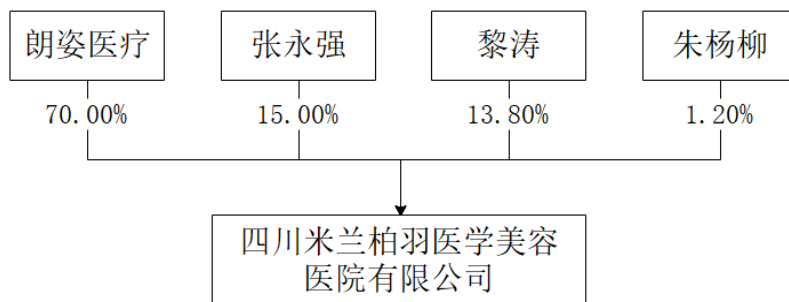 朗姿医疗
张永强
黎涛
朱杨柳
70.00%
15.00%
13.80%
1.20%
四川米兰柏羽医学美容
医院有限公司